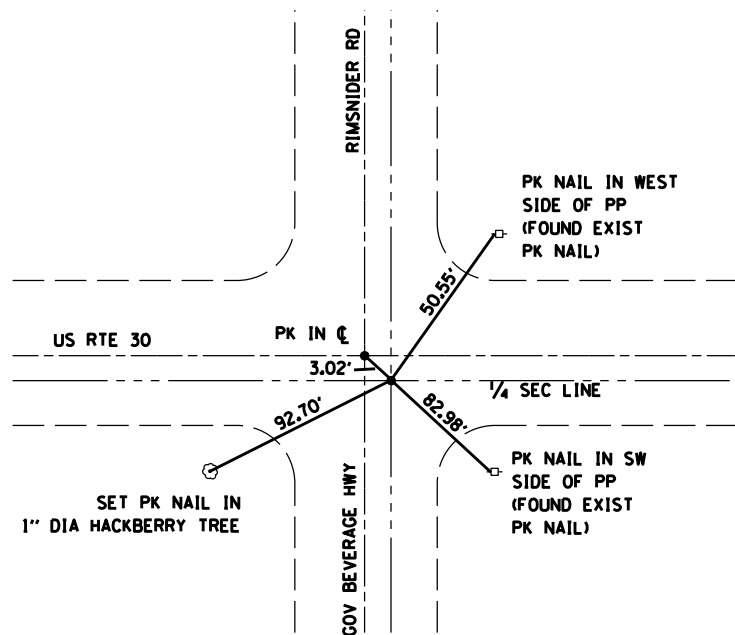 RIMSNIDER RD
PK NAIL IN WEST
SIDE OF PP
(FOUND EXIST
PK NAIL)
50.55'
US RTE 30
PK IN ℄
3.02'
1/4 SEC LINE
92.70'
82.98'
PK NAIL IN SW
SIDE OF PP
(FOUND EXIST
PK NAIL)
SET PK NAIL IN
1" DIA HACKBERRY TREE
GOV BEVERAGE HWY